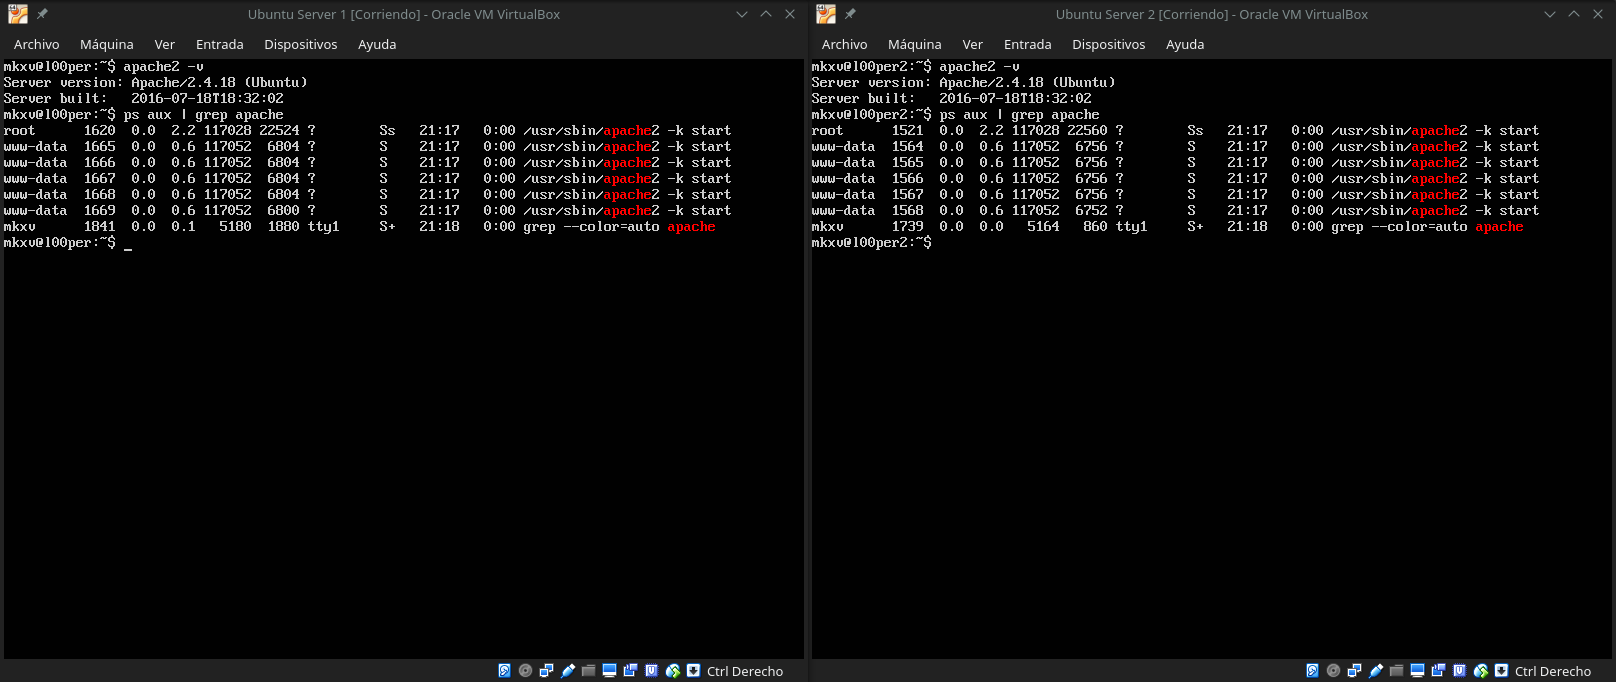 Ubuntu Server 1 [Corriendo] - Oracle VM VirtualBox
Archivo Máquina Ver Entrada Dispositivos Ayuda
mkxv@l00per:~$ apache2 -v
Server version: Apache/2.4.18 (Ubuntu)
Server built:   2016-07-18T18:32:02
mkxv@l00per:~$ ps aux | grep apache
root      1620  0.0  2.2 117028 22524 ?        Ss   21:17   0:00 /usr/sbin/apache2 -k start
www-data  1665  0.0  0.6 117052  6804 ?        S    21:17   0:00 /usr/sbin/apache2 -k start
www-data  1666  0.0  0.6 117052  6804 ?        S    21:17   0:00 /usr/sbin/apache2 -k start
www-data  1667  0.0  0.6 117052  6804 ?        S    21:17   0:00 /usr/sbin/apache2 -k start
www-data  1668  0.0  0.6 117052  6804 ?        S    21:17   0:00 /usr/sbin/apache2 -k start
www-data  1669  0.0  0.6 117052  6800 ?        S    21:17   0:00 /usr/sbin/apache2 -k start
mkxv      1841  0.0  0.1   5180  1880 tty1     S+   21:18   0:00 grep --color=auto apache
mkxv@l00per:~$ _
Ctrl Derecho
Ubuntu Server 2 [Corriendo] - Oracle VM VirtualBox
Archivo Máquina Ver Entrada Dispositivos Ayuda
mkxv@l00per2:~$ apache2 -v
Server version: Apache/2.4.18 (Ubuntu)
Server built:   2016-07-18T18:32:02
mkxv@l00per2:~$ ps aux | grep apache
root      1521  0.0  2.2 117028 22560 ?        Ss   21:17   0:00 /usr/sbin/apache2 -k start
www-data  1564  0.0  0.6 117052  6756 ?        S    21:17   0:00 /usr/sbin/apache2 -k start
www-data  1565  0.0  0.6 117052  6756 ?        S    21:17   0:00 /usr/sbin/apache2 -k start
www-data  1566  0.0  0.6 117052  6756 ?        S    21:17   0:00 /usr/sbin/apache2 -k start
www-data  1567  0.0  0.6 117052  6756 ?        S    21:17   0:00 /usr/sbin/apache2 -k start
www-data  1568  0.0  0.6 117052  6752 ?        S    21:17   0:00 /usr/sbin/apache2 -k start
mkxv      1739  0.0  0.0   5164   860 tty1     S+   21:18   0:00 grep --color=auto apache
mkxv@l00per2:~$
Ctrl Derecho